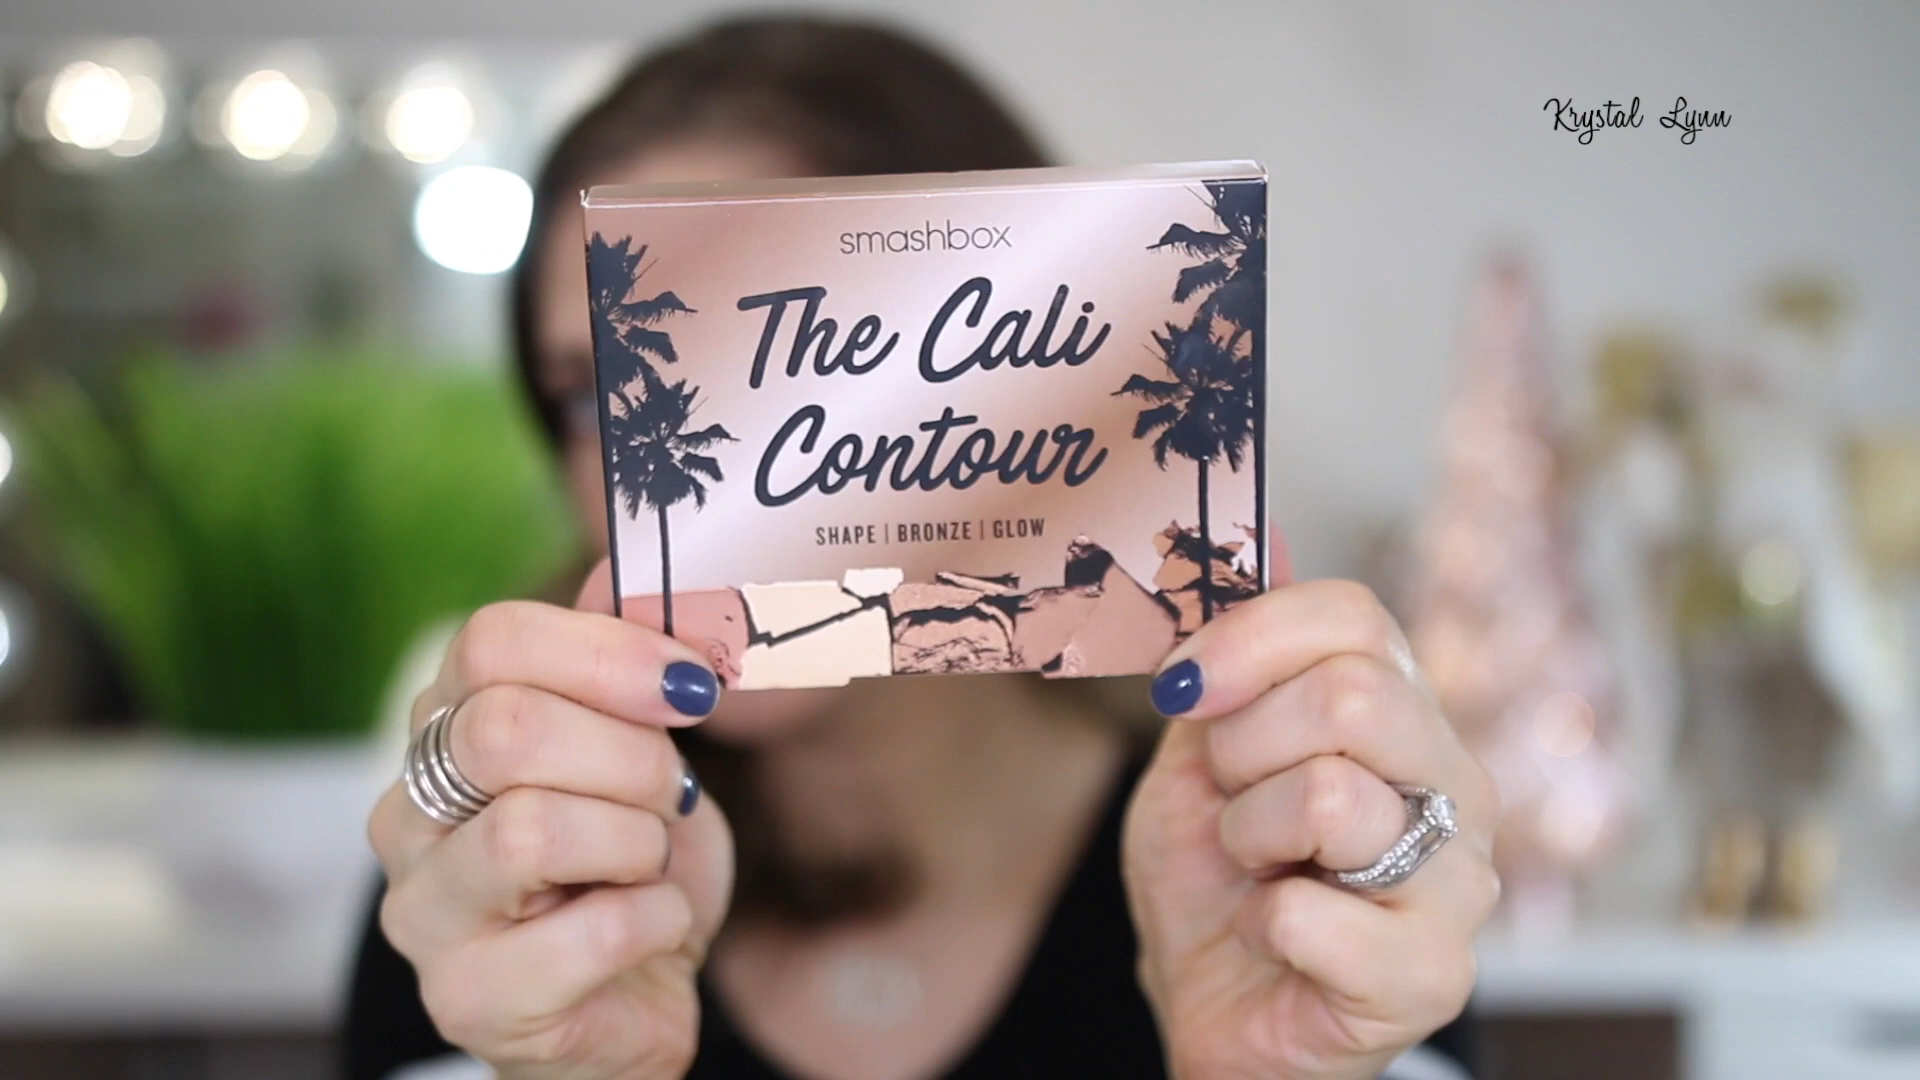 Krystal Lynn
smashbox
The Cali
Contour
SHAPE | BRONZE | GLOW